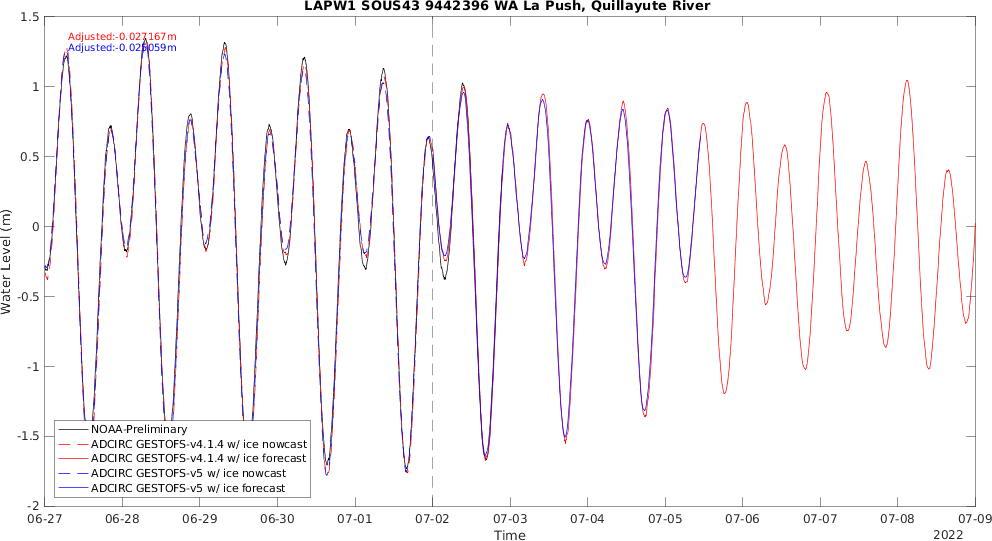 LAPW1 SOUS43 9442396 WA La Push, Quillayute River
Adjusted:-0.027167m
Adjusted:-0.025059m
Water Level (m)
1.5
1
0.5
0
-0.5
-1
-1.5
-2
NOAA-Preliminary
ADCIRC GESTOFS-v4.1.4 w/ ice nowcast
ADCIRC GESTOFS-v4.1.4 w/ ice forecast
ADCIRC GESTOFS-v5 w/ ice nowcast
ADCIRC GESTOFS-v5 w/ ice forecast
06-27 06-28 06-29 06-30 07-01 07-02 07-03 07-04 07-05 07-06 07-07 07-08 07-09
Time
2022